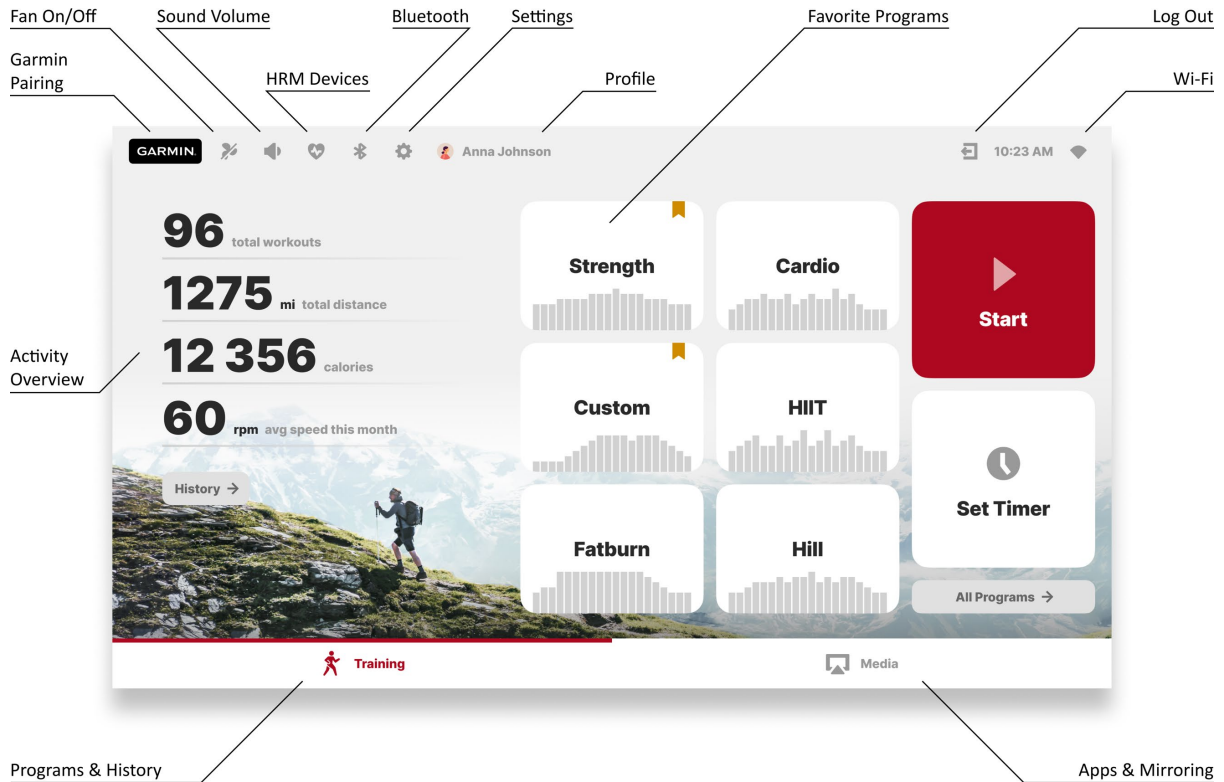 Fan On/Off
Sound Volume
Bluetooth
Settings
Favorite Programs
Log Out
Garmin
Pairing
HRM Devices
Profile
Wi-Fi
GARMIN.
Anna Johnson
10:23 AM
96 total workouts
1275 mi total distance
12 356 calories
60 rpm avg speed this month
History →
Activity
Overview
Strength
Cardio
Start
Custom
HIIT
Set Timer
Fatburn
Hill
All Programs →
Training
Media
Programs & History
Apps & Mirroring